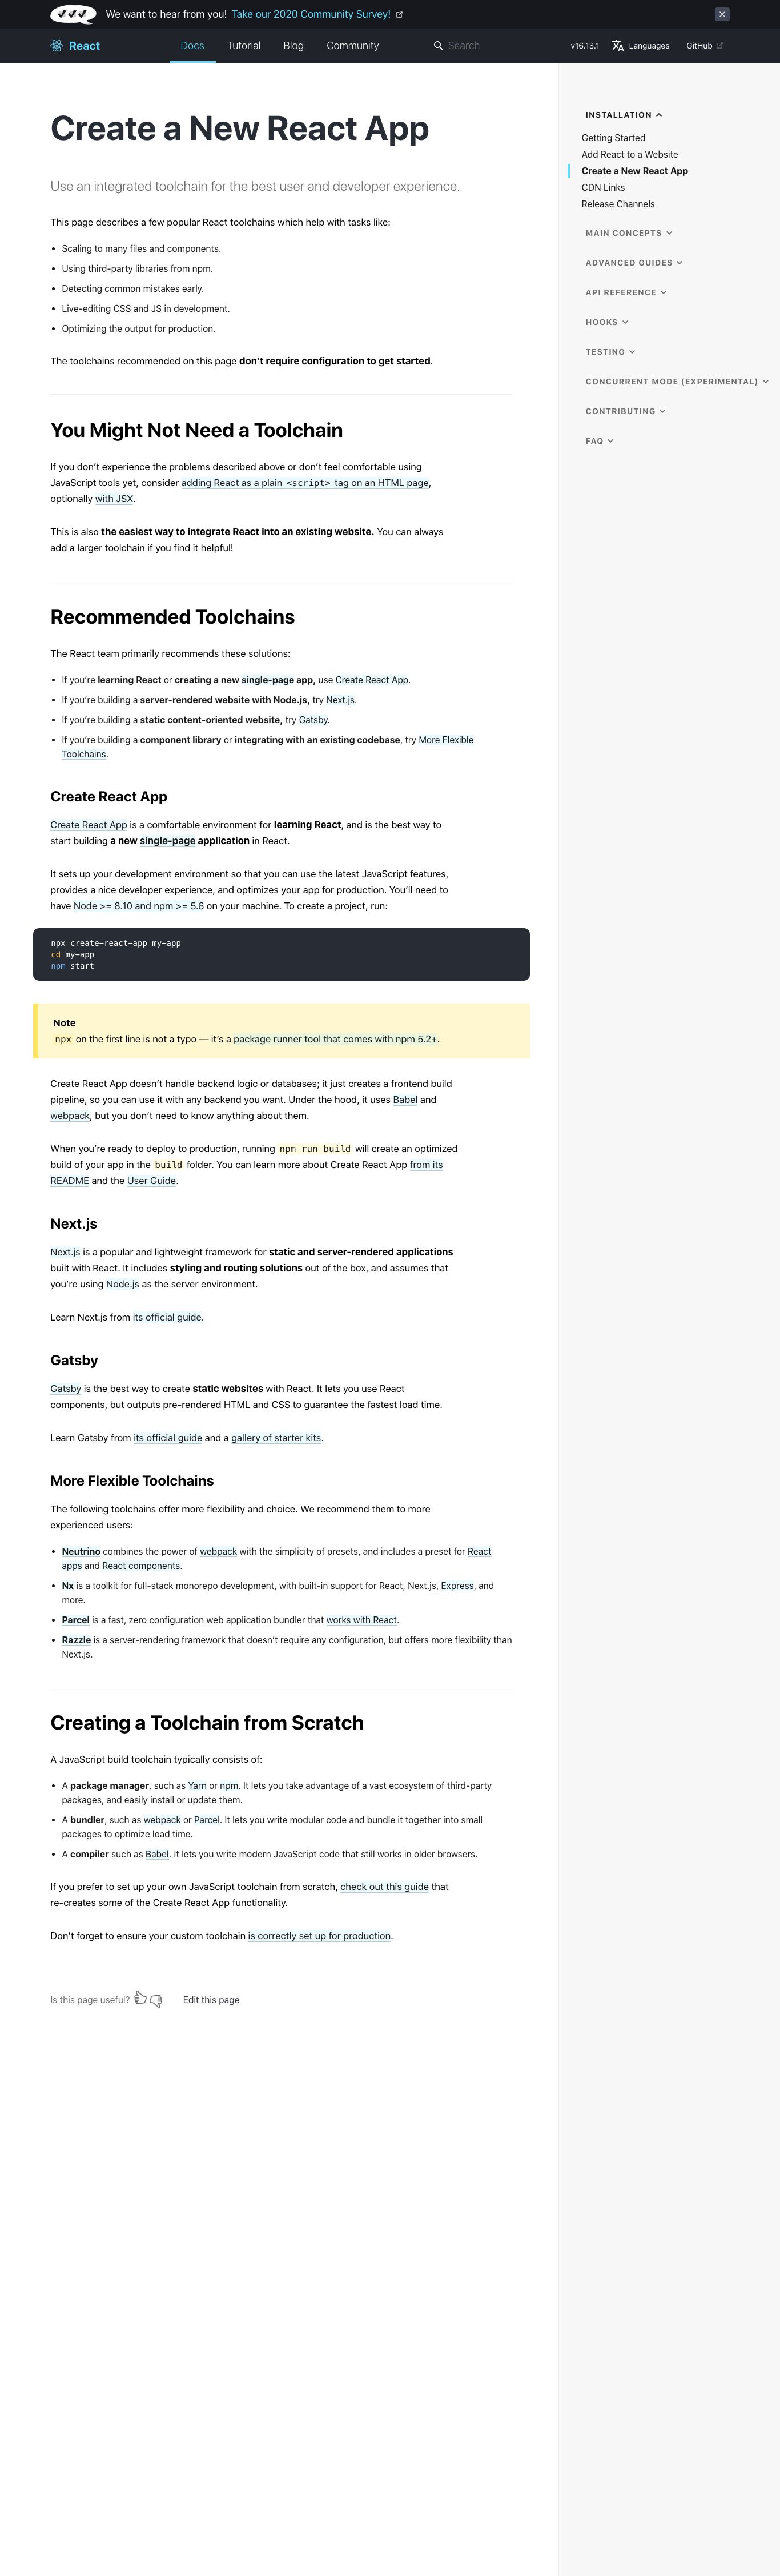 We want to hear from you! Take our 2020 Community Survey!
React
Docs
Tutorial
Blog
Community
Search
v16.13.1
Languages
GitHub
Create a New React App
Use an integrated toolchain for the best user and developer experience.
This page describes a few popular React toolchains which help with tasks like:
• Scaling to many files and components.
• Using third-party libraries from npm.
• Detecting common mistakes early.
• Live-editing CSS and JS in development.
• Optimizing the output for production.
The toolchains recommended on this page don’t require configuration to get started.
You Might Not Need a Toolchain
If you don’t experience the problems described above or don’t feel comfortable using
JavaScript tools yet, consider adding React as a plain <script> tag on an HTML page,
optionally with JSX.
This is also the easiest way to integrate React into an existing website. You can always
add a larger toolchain if you find it helpful!
Recommended Toolchains
The React team primarily recommends these solutions:
• If you’re learning React or creating a new single-page app, use Create React App.
• If you’re building a server-rendered website with Node.js, try Next.js.
• If you’re building a static content-oriented website, try Gatsby.
• If you’re building a component library or integrating with an existing codebase, try More Flexible
Toolchains.
Create React App
Create React App is a comfortable environment for learning React, and is the best way to
start building a new single-page application in React.
It sets up your development environment so that you can use the latest JavaScript features,
provides a nice developer experience, and optimizes your app for production. You’ll need to
have Node >= 8.10 and npm >= 5.6 on your machine. To create a project, run:
npx create-react-app my-app
cd my-app
npm start
Note
npx on the first line is not a typo — it’s a package runner tool that comes with npm 5.2+.
Create React App doesn’t handle backend logic or databases; it just creates a frontend build
pipeline, so you can use it with any backend you want. Under the hood, it uses Babel and
webpack, but you don’t need to know anything about them.
When you’re ready to deploy to production, running npm run build will create an optimized
build of your app in the build folder. You can learn more about Create React App from its
README and the User Guide.
Next.js
Next.js is a popular and lightweight framework for static and server-rendered applications
built with React. It includes styling and routing solutions out of the box, and assumes that
you’re using Node.js as the server environment.
Learn Next.js from its official guide.
Gatsby
Gatsby is the best way to create static websites with React. It lets you use React
components, but outputs pre-rendered HTML and CSS to guarantee the fastest load time.
Learn Gatsby from its official guide and a gallery of starter kits.
More Flexible Toolchains
The following toolchains offer more flexibility and choice. We recommend them to more
experienced users:
• Neutrino combines the power of webpack with the simplicity of presets, and includes a preset for React
apps and React components.
• Nx is a toolkit for full-stack monorepo development, with built-in support for React, Next.js, Express, and
more.
• Parcel is a fast, zero configuration web application bundler that works with React.
• Razzle is a server-rendering framework that doesn’t require any configuration, but offers more flexibility than
Next.js.
Creating a Toolchain from Scratch
A JavaScript build toolchain typically consists of:
• A package manager, such as Yarn or npm. It lets you take advantage of a vast ecosystem of third-party
packages, and easily install or update them.
• A bundler, such as webpack or Parcel. It lets you write modular code and bundle it together into small
packages to optimize load time.
• A compiler such as Babel. It lets you write modern JavaScript code that still works in older browsers.
If you prefer to set up your own JavaScript toolchain from scratch, check out this guide that
re-creates some of the Create React App functionality.
Don’t forget to ensure your custom toolchain is correctly set up for production.
Is this page useful?
Edit this page
INSTALLATION
Getting Started
Add React to a Website
Create a New React App
CDN Links
Release Channels
MAIN CONCEPTS
ADVANCED GUIDES
API REFERENCE
HOOKS
TESTING
CONCURRENT MODE (EXPERIMENTAL)
CONTRIBUTING
FAQ